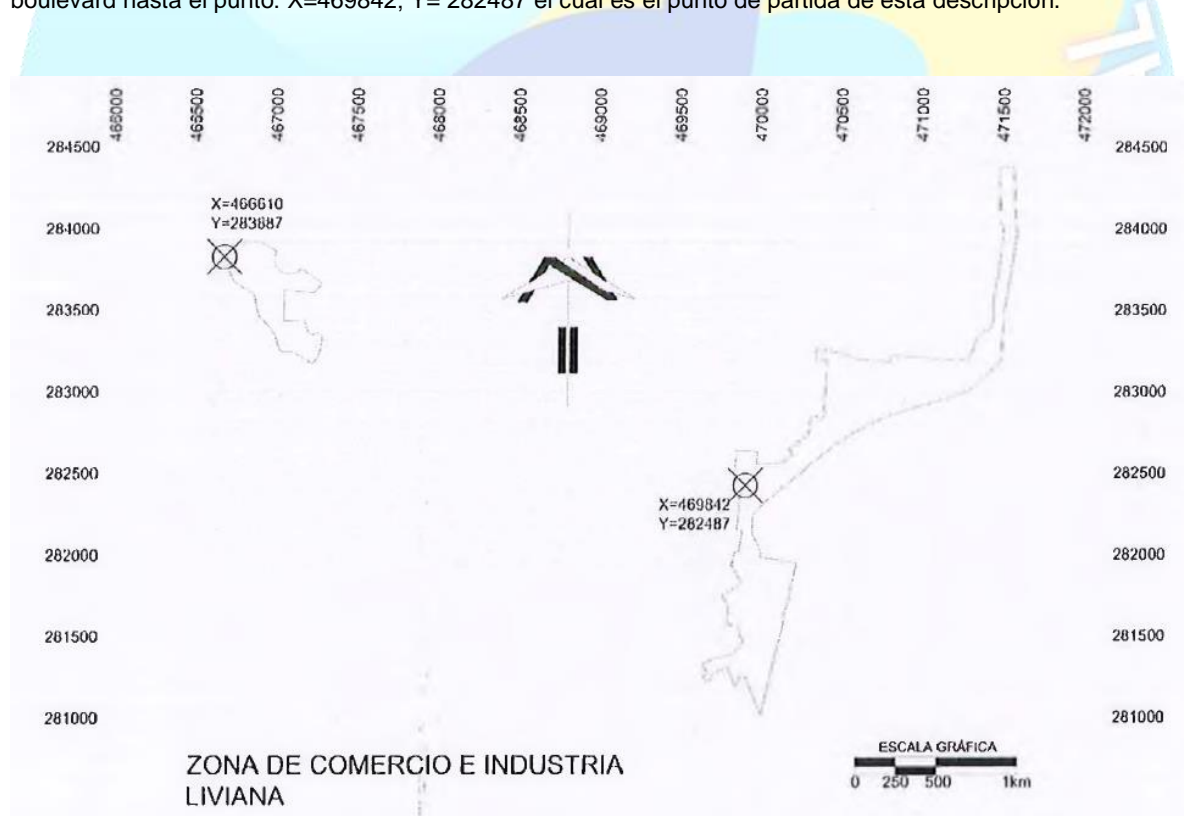 boulevard hasta el punto: X=469842, Y= 282487 el cual es el punto de partida de esta descripción.
AL
466000 466500 467000 467500 468000 468500 469000 469500 470000 470500 471000 471500 472000
284500 284500
X=466610
Y=283887
284000 284000
283500 283500
283000 283000
282500 282500
X=469842
Y=282487
282000 282000
281500 281500
281000 281000
ESCALA GRÁFICA
0 250 500 1km
ZONA DE COMERCIO E INDUSTRIA
LIVIANA